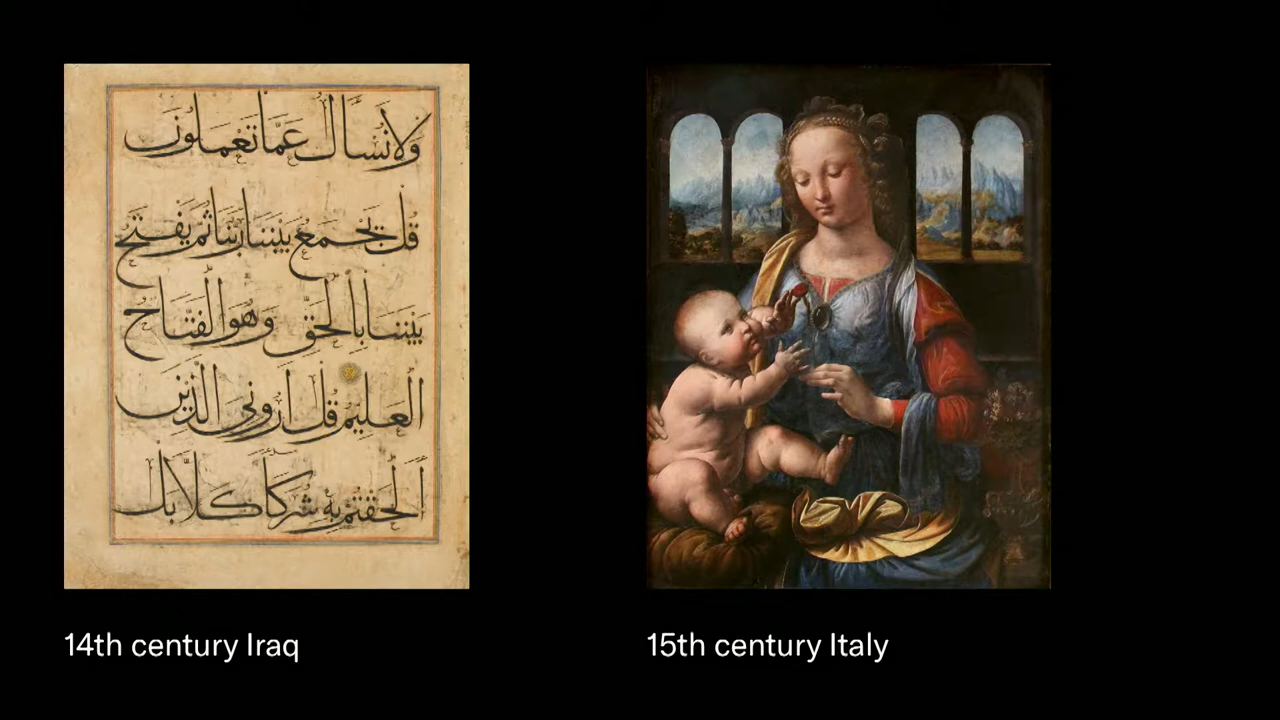 ولا نسأل عما تعملون
قل يجمع بيننا ربنا ثم يفتح
بيننا بالحق وهو الفتاح
العليم قل أروني الذين
ألحقتم به شركاء كلا بل
14th century Iraq
15th century Italy